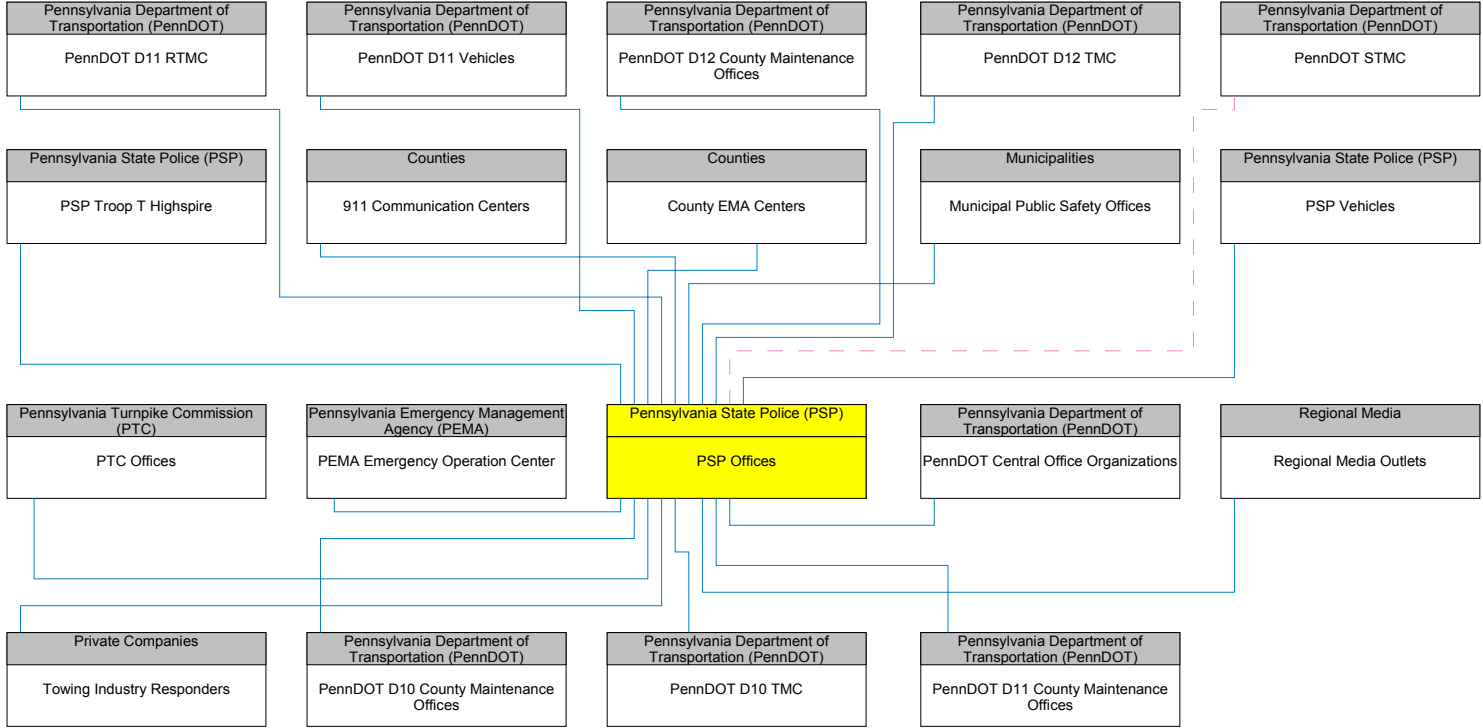 Pennsylvania Department of
Transportation (PennDOT)
PennDOT D11 RTMC
Pennsylvania Department of
Transportation (PennDOT)
PennDOT D11 Vehicles
Pennsylvania Department of
Transportation (PennDOT)
PennDOT D12 County Maintenance
Offices
Pennsylvania Department of
Transportation (PennDOT)
PennDOT D12 TMC
Pennsylvania Department of
Transportation (PennDOT)
PennDOT STMC
Pennsylvania State Police (PSP)
PSP Troop T Highspire
Counties
911 Communication Centers
Counties
County EMA Centers
Municipalities
Municipal Public Safety Offices
Pennsylvania State Police (PSP)
PSP Vehicles
Pennsylvania Turnpike Commission
(PTC)
PTC Offices
Pennsylvania Emergency Management
Agency (PEMA)
PEMA Emergency Operation Center
Pennsylvania State Police (PSP)
PSP Offices
Pennsylvania Department of
Transportation (PennDOT)
PennDOT Central Office Organizations
Regional Media
Regional Media Outlets
Private Companies
Towing Industry Responders
Pennsylvania Department of
Transportation (PennDOT)
PennDOT D10 County Maintenance
Offices
Pennsylvania Department of
Transportation (PennDOT)
PennDOT D10 TMC
Pennsylvania Department of
Transportation (PennDOT)
PennDOT D11 County Maintenance
Offices